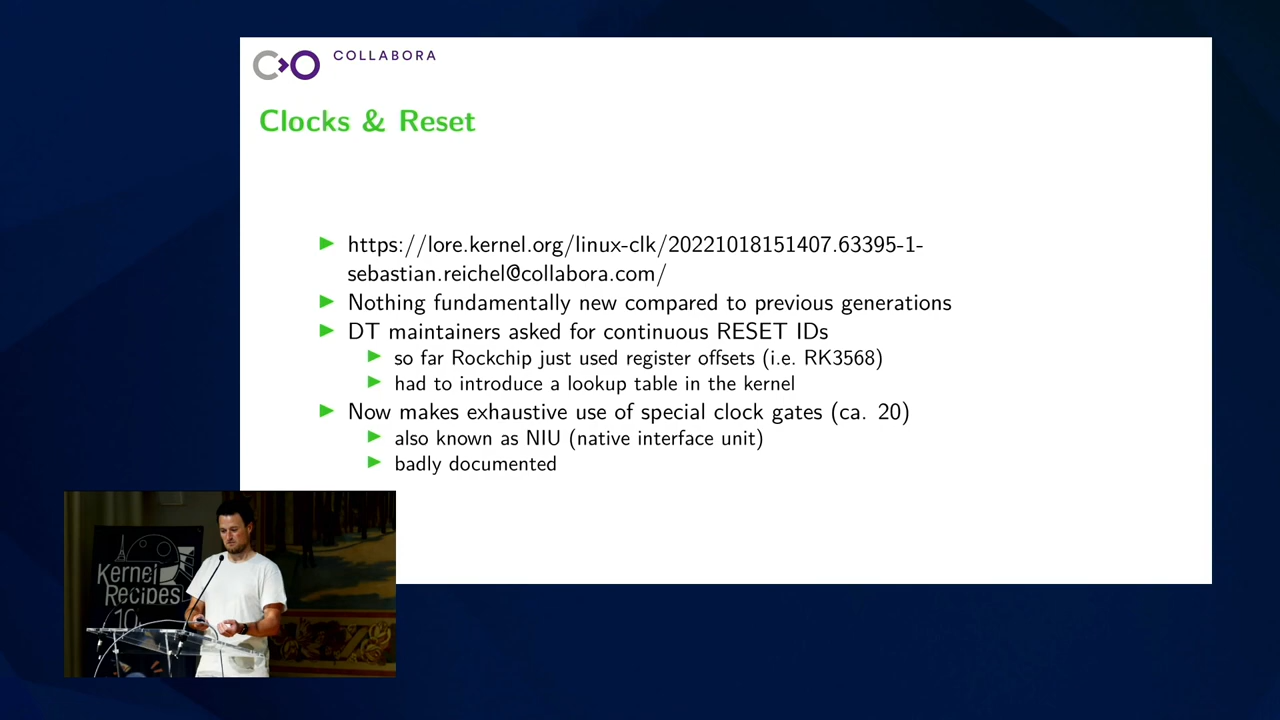 COLLABORA
Clocks & Reset
https://lore.kernel.org/linux-clk/20221018151407.63395-1-
sebastian.reichel@collabora.com/
Nothing fundamentally new compared to previous generations
DT maintainers asked for continuous RESET IDs
so far Rockchip just used register offsets (i.e. RK3568)
had to introduce a lookup table in the kernel
Now makes exhaustive use of special clock gates (ca. 20)
also known as NIU (native interface unit)
badly documented
Kernel
Recipes
10